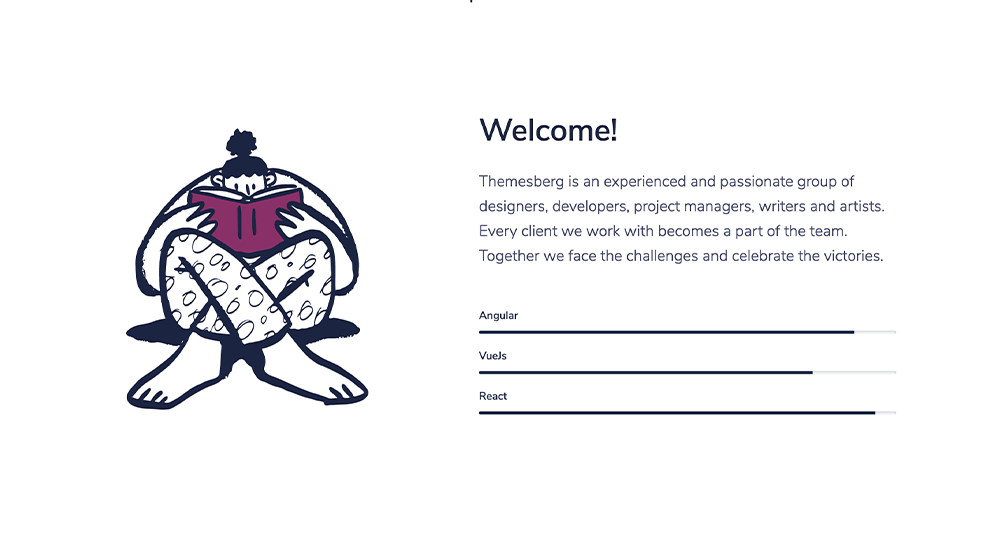 Welcome!
Themesberg is an experienced and passionate group of
designers, developers, project managers, writers and artists.
Every client we work with becomes a part of the team.
Together we face the challenges and celebrate the victories.
Angular
VueJs
React